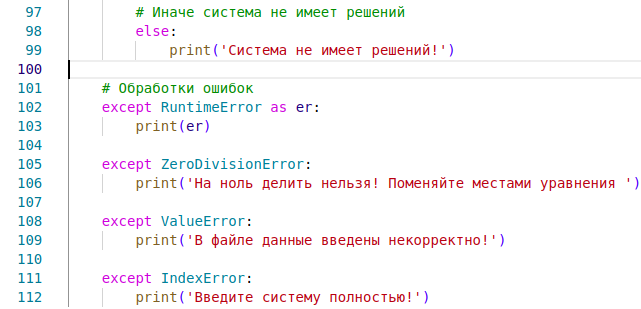 97 # Иначе система не имеет решений
98 else:
99 print('Система не имеет решений!')
100
101 # Обработки ошибок
102 except RuntimeError as er:
103 print(er)
104
105 except ZeroDivisionError:
106 print('На ноль делить нельзя! Поменяйте местами уравнения ')
107
108 except ValueError:
109 print('В файле данные введены некорректно!')
110
111 except IndexError:
112 print('Введите систему полностью!')